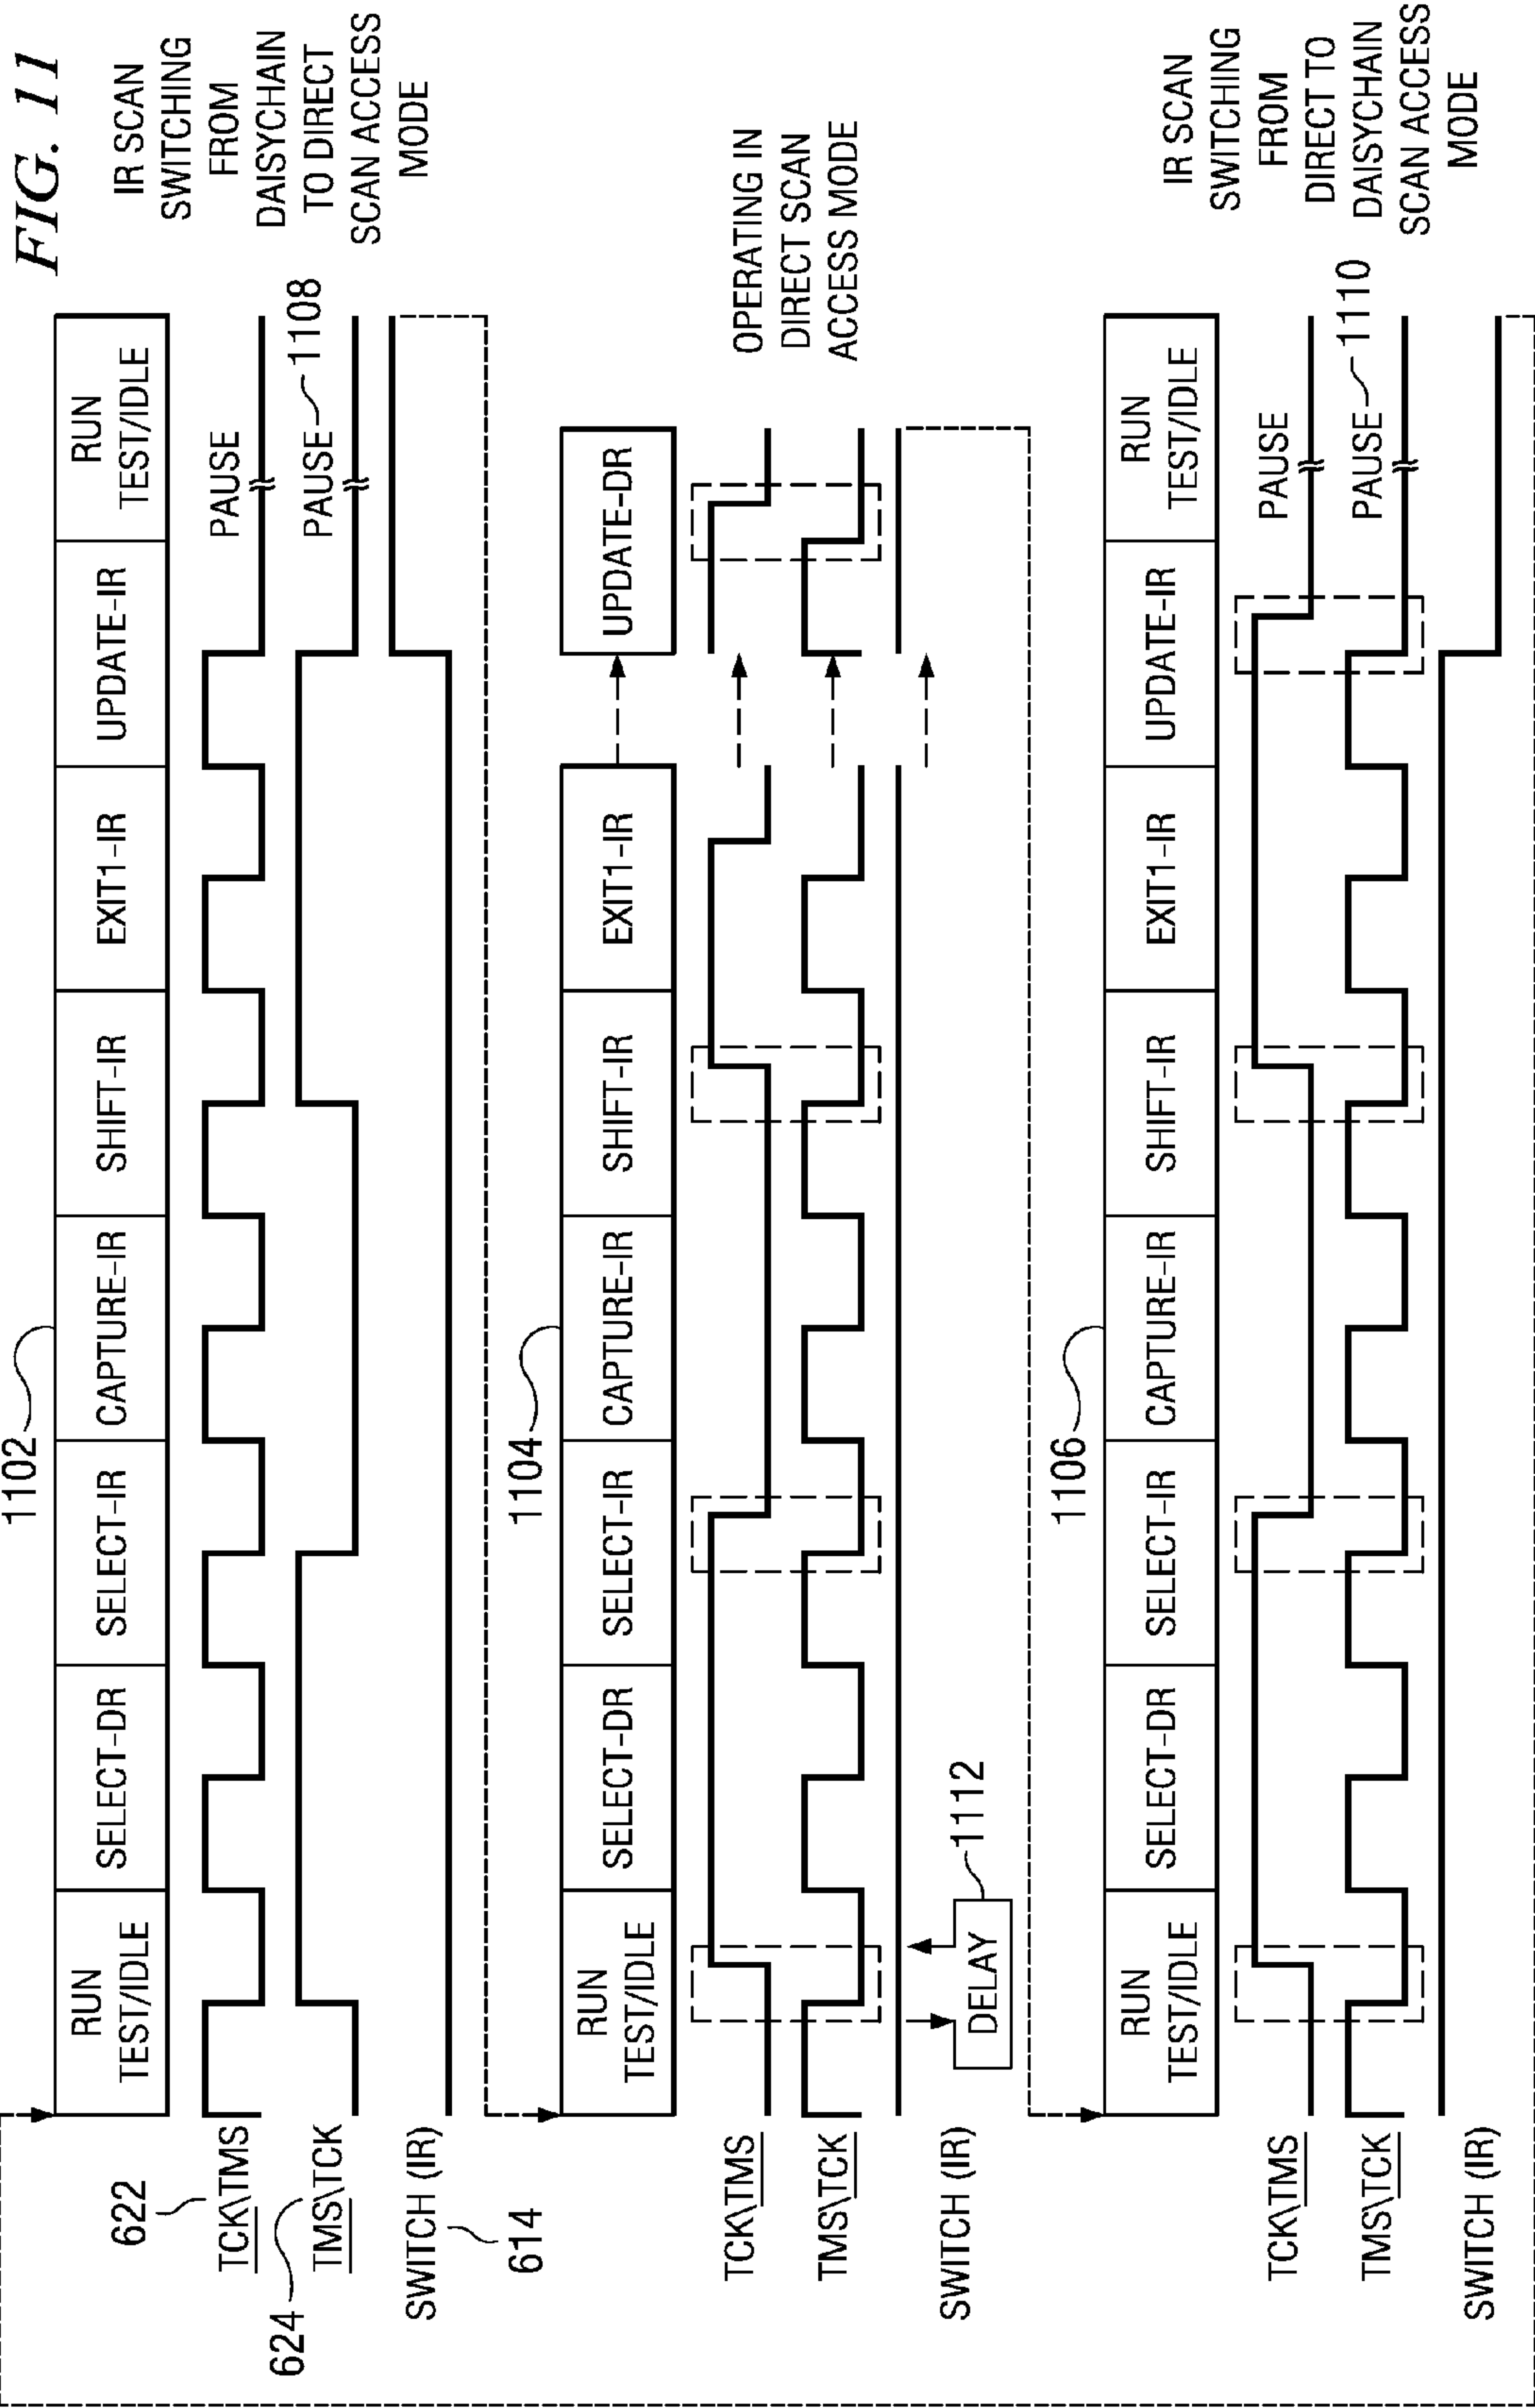 FIG. 11
1102
RUN TEST/IDLE
SELECT-DR
SELECT-IR
CAPTURE-IR
SHIFT-IR
EXIT1-IR
UPDATE-IR
RUN TEST/IDLE
IR SCAN
SWITCHING
FROM
DAISYCHAIN
TO DIRECT
SCAN ACCESS
MODE
622
TCK\TMS
PAUSE
624
TMS\TCK
PAUSE
1108
SWITCH (IR)
614
1104
RUN TEST/IDLE
SELECT-DR
SELECT-IR
CAPTURE-IR
SHIFT-IR
EXIT1-IR
UPDATE-DR
OPERATING IN
DIRECT SCAN
ACCESS MODE
TCK\TMS
TMS\TCK
SWITCH (IR)
DELAY
1112
1106
RUN TEST/IDLE
SELECT-DR
SELECT-IR
CAPTURE-IR
SHIFT-IR
EXIT1-IR
UPDATE-IR
RUN TEST/IDLE
IR SCAN
SWITCHING
FROM
DIRECT TO
DAISYCHAIN
SCAN ACCESS
MODE
TCK\TMS
PAUSE
TMS\TCK
PAUSE
1110
SWITCH (IR)